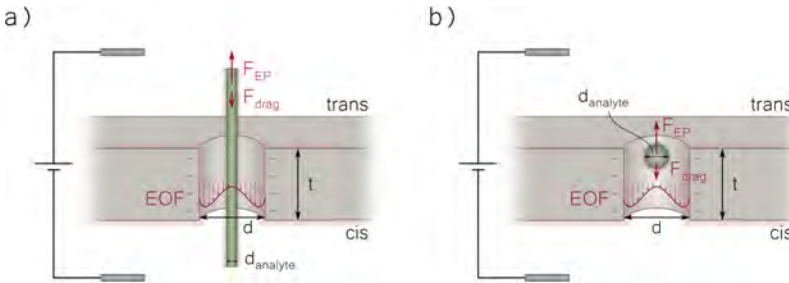 a)
F_EP
F_drag
trans
EOF
t
d
cis
d_analyte
b)
d_analyte
trans
F_EP
F_drag
EOF
t
d
cis